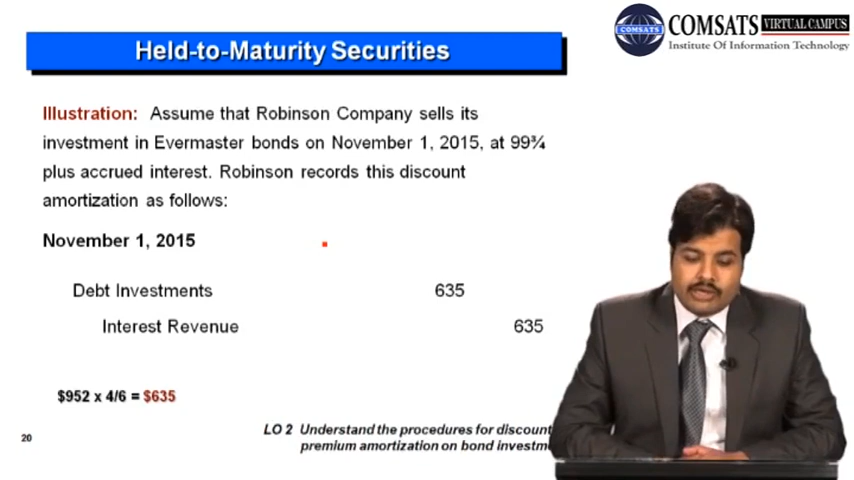 COMSATS VIRTUAL CAMPUS
COMSATS
Institute Of Information Technology
Held-to-Maturity Securities
Illustration: Assume that Robinson Company sells its
investment in Evermaster bonds on November 1, 2015, at 99¾
plus accrued interest. Robinson records this discount
amortization as follows:
November 1, 2015
Debt Investments 635
Interest Revenue 635
$952 x 4/6 = $635
LO 2 Understand the procedures for discount
premium amortization on bond
20